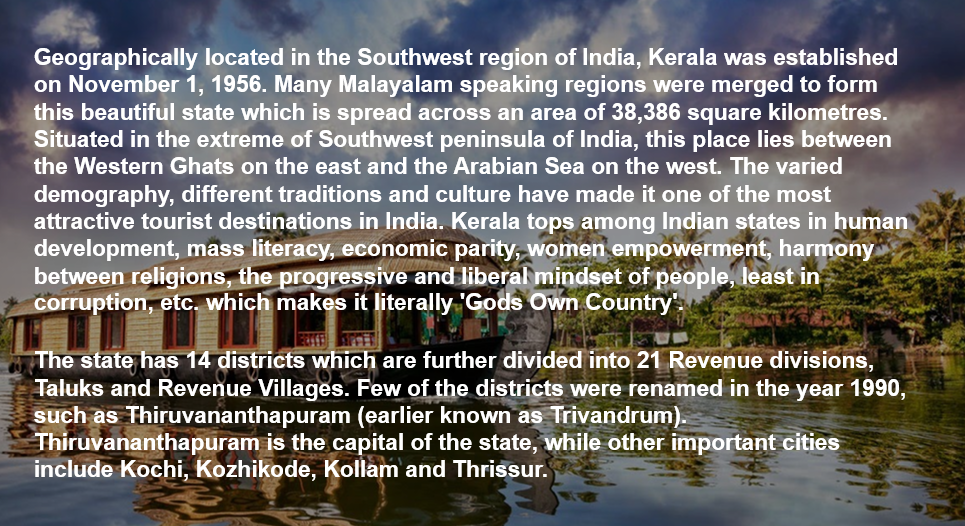 Geographically located in the Southwest region of India, Kerala was established
on November 1, 1956. Many Malayalam speaking regions were merged to form
this beautiful state which is spread across an area of 38,386 square kilometres.
Situated in the extreme of Southwest peninsula of India, this place lies between
the Western Ghats on the east and the Arabian Sea on the west. The varied
demography, different traditions and culture have made it one of the most
attractive tourist destinations in India. Kerala tops among Indian states in human
development, mass literacy, economic parity, women empowerment, harmony
between religions, the progressive and liberal mindset of people, least in
corruption, etc. which makes it literally 'Gods Own Country'.
The state has 14 districts which are further divided into 21 Revenue divisions,
Taluks and Revenue Villages. Few of the districts were renamed in the year 1990,
such as Thiruvananthapuram (earlier known as Trivandrum).
Thiruvananthapuram is the capital of the state, while other important cities
include Kochi, Kozhikode, Kollam and Thrissur.